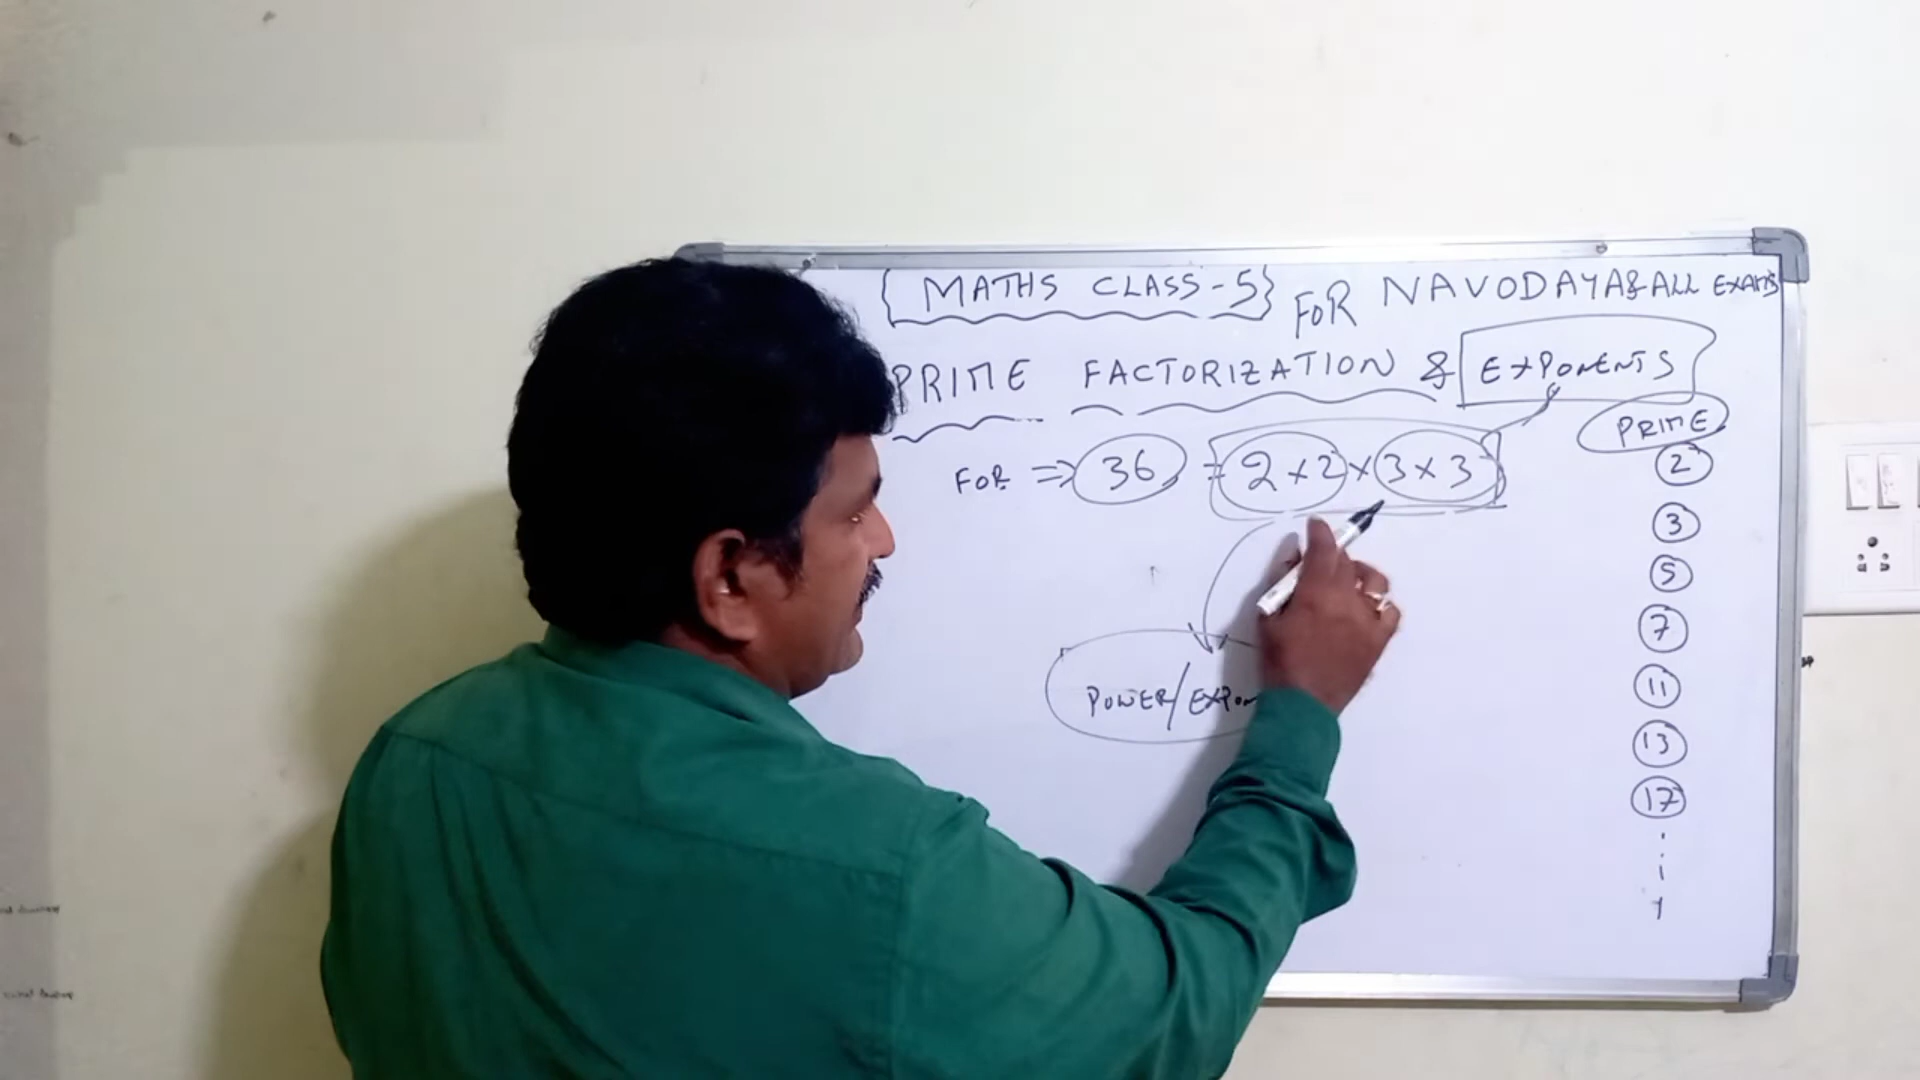 {MATHS CLASS-5} FOR NAVODAYA & ALL EXAMS
PRIME FACTORIZATION & EXPONENTS
PRIME
FOR ⇒ 36 = 2 × 2 × 3 × 3
2
3
5
7
POWER/EXPON
11
13
17